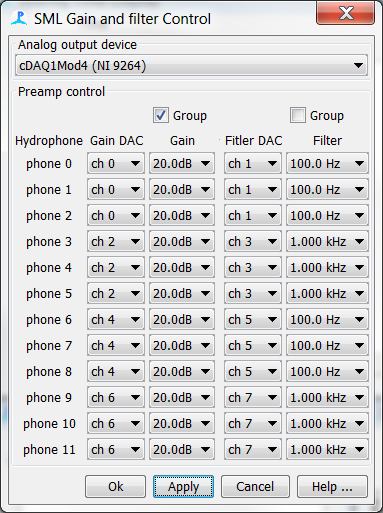 SML Gain and filter Control
Analog output device
cDAQ1Mod4 (NI 9264)
Preamp control
Group Group
Hydrophone Gain DAC Gain Fitler DAC Filter
phone 0 ch 0 20.0dB ch 1 100.0 Hz
phone 1 ch 0 20.0dB ch 1 100.0 Hz
phone 2 ch 0 20.0dB ch 1 100.0 Hz
phone 3 ch 2 20.0dB ch 3 1.000 kHz
phone 4 ch 2 20.0dB ch 3 1.000 kHz
phone 5 ch 2 20.0dB ch 3 1.000 kHz
phone 6 ch 4 20.0dB ch 5 100.0 Hz
phone 7 ch 4 20.0dB ch 5 100.0 Hz
phone 8 ch 4 20.0dB ch 5 100.0 Hz
phone 9 ch 6 20.0dB ch 7 1.000 kHz
phone 10 ch 6 20.0dB ch 7 1.000 kHz
phone 11 ch 6 20.0dB ch 7 1.000 kHz
Ok Apply Cancel Help ...